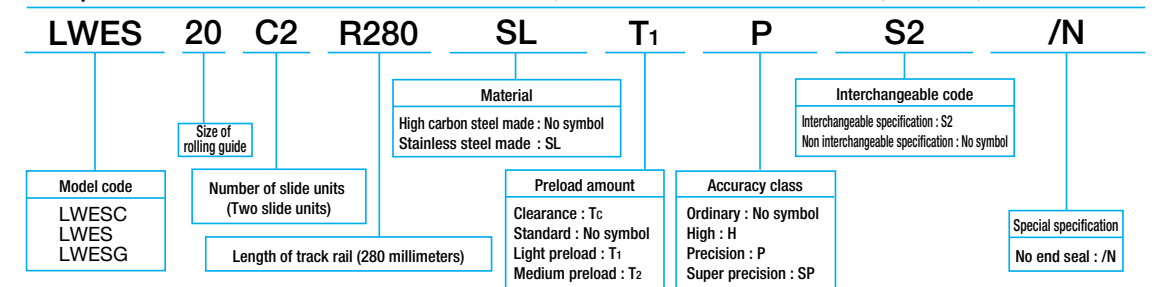 LWES 20 C2 R280 SL T1 P S2 /N
Material
High carbon steel made : No symbol
Stainless steel made : SL
Interchangeable code
Interchangeable specification : S2
Non interchangeable specification : No symbol
Size of
rolling guide
Model code
LWESC
LWES
LWESG
Number of slide units
(Two slide units)
Length of track rail (280 millimeters)
Preload amount
Clearance : Tc
Standard : No symbol
Light preload : T1
Medium preload : T2
Accuracy class
Ordinary : No symbol
High : H
Precision : P
Super precision : SP
Special specification
No end seal : /N